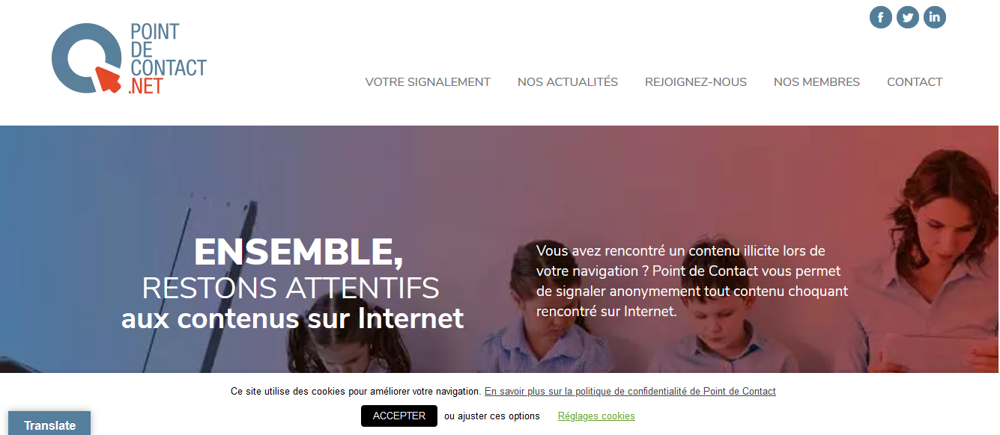 POINT
DE
CONTACT
.NET
VOTRE SIGNALEMENT NOS ACTUALITÉS REJOIGNEZ-NOUS NOS MEMBRES CONTACT
ENSEMBLE,
RESTONS ATTENTIFS
aux contenus sur Internet
Vous avez rencontré un contenu illicite lors de
votre navigation ? Point de Contact vous permet
de signaler anonymement tout contenu choquant
rencontré sur Internet.
Ce site utilise des cookies pour améliorer votre navigation. En savoir plus sur la politique de confidentialité de Point de Contact
ACCEPTER ou ajuster ces options Réglages cookies
Translate